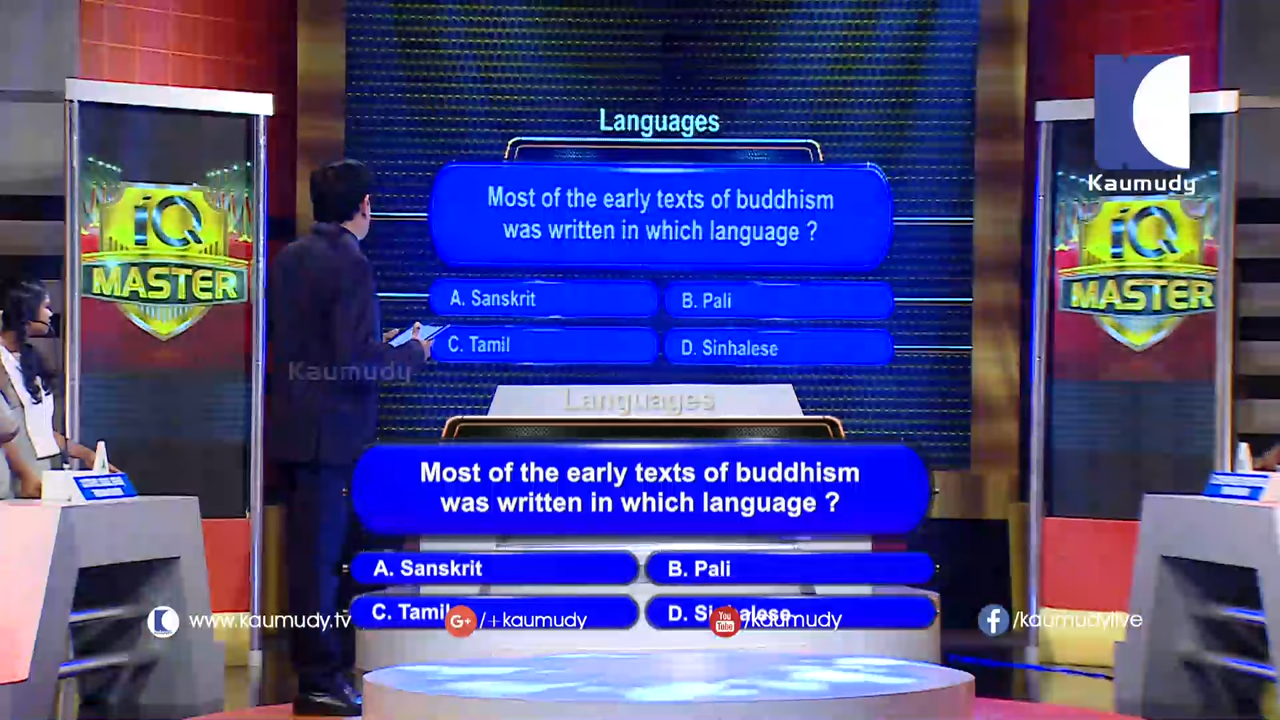 Kaumudy
Languages
Most of the early texts of buddhism
was written in which language ?
A. Sanskrit
B. Pali
C. Tamil
D. Sinhalese
iQ
MASTER
iQ
MASTER
Kaumudy
Languages
Most of the early texts of buddhism
was written in which language ?
A. Sanskrit
B. Pali
C. Tamil
D. Sinhalese
www.kaumudy.tv
/+kaumudy
You
Tube
/kaumudy
/kaumudylive